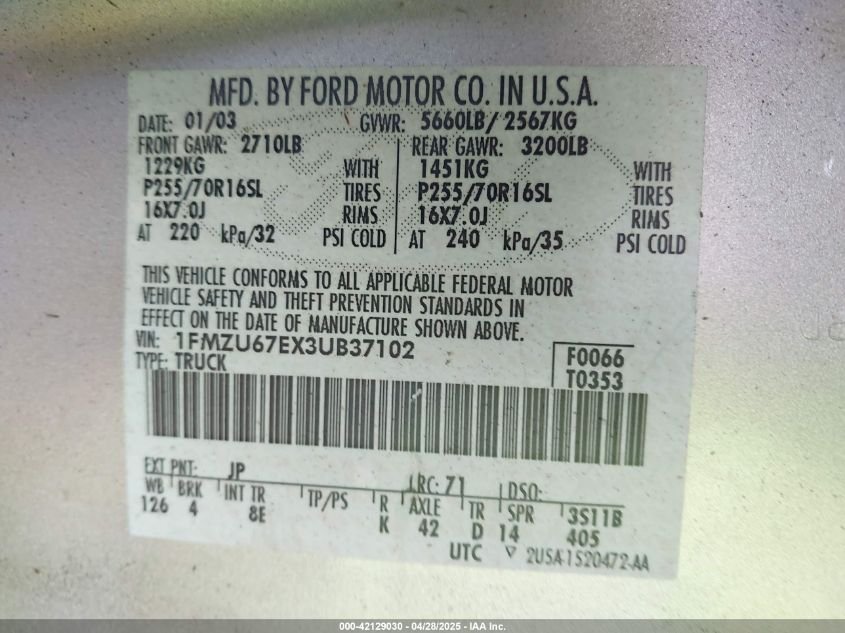 MFD. BY FORD MOTOR CO. IN U.S.A.
DATE: 01/03 GVWR: 5660LB/ 2567KG
FRONT GAWR: 2710LB REAR GAWR: 3200LB
1229KG WITH 1451KG WITH
P255/70R16SL TIRES P255/70R16SL TIRES
16X7.0J RIMS 16X7.0J RIMS
AT 220 kPa/32 PSI COLD AT 240 kPa/35 PSI COLD
THIS VEHICLE CONFORMS TO ALL APPLICABLE FEDERAL MOTOR
VEHICLE SAFETY AND THEFT PREVENTION STANDARDS IN
EFFECT ON THE DATE OF MANUFACTURE SHOWN ABOVE.
VIN: 1FMZU67EX3UB37102 F0066
TYPE: TRUCK T0353
EXT PNT: JP LRC: 71 DSO:
WB BRK INT TR TP/PS R AXLE TR SPR 3S11B
126 4 8E K 42 D 14 405
UTC ▽ 2U5A-1520472-AA
000-42129030 - 04/28/2025 - IAA Inc.